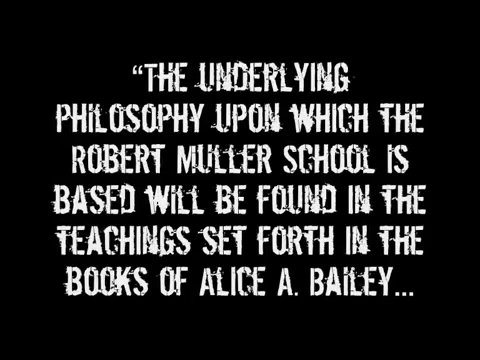 “THE UNDERLYING
PHILOSOPHY UPON WHICH THE
ROBERT MULLER SCHOOL IS
BASED WILL BE FOUND IN THE
TEACHINGS SET FORTH IN THE
BOOKS OF ALICE A. BAILEY...